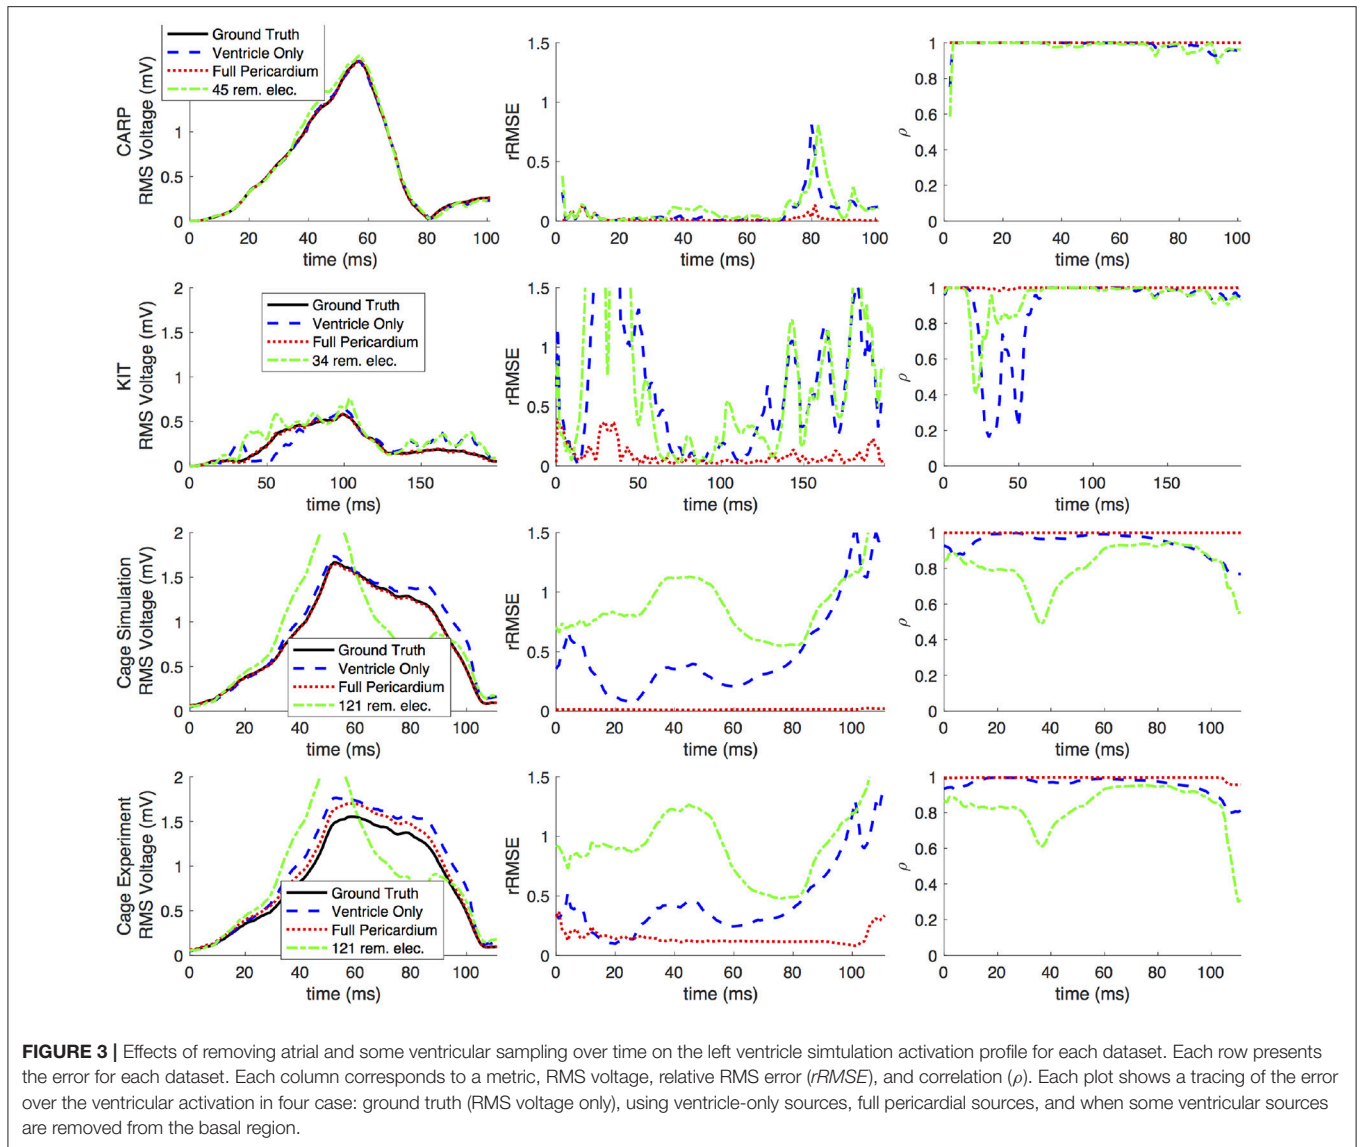 Ground Truth
Ventricle Only
Full Pericardium
45 rem. elec.
CARP
RMS Voltage (mV)
1
0.5
0
0 20 40 60 80 100
time (ms)
1.5
1
0.5
0
rRMSE
0 20 40 60 80 100
time (ms)
1
0.8
0.6
0.4
0.2
0
ρ
0 20 40 60 80 100
time (ms)
2
1.5
1
0.5
0
KIT
RMS Voltage (mV)
Ground Truth
Ventricle Only
Full Pericardium
34 rem. elec.
50 100 150
time (ms)
1.5
1
0.5
0
rRMSE
0 50 100 150
time (ms)
1
0.8
0.6
0.4
0.2
0
ρ
50 100 150
time (ms)
2
1.5
1
0.5
0
Cage Simulation
RMS Voltage (mV)
Ground Truth
Ventricle Only
Full Pericardium
121 rem. elec.
0 20 40 60 80 100
time (ms)
1.5
1
0.5
0
rRMSE
0 20 40 60 80 100
time (ms)
1
0.8
0.6
0.4
0.2
0
ρ
0 20 40 60 80 100
time (ms)
2
1.5
1
0.5
0
Cage Experiment
RMS Voltage (mV)
Ground Truth
Ventricle Only
Full Pericardium
121 rem. elec.
0 20 40 60 80 100
time (ms)
1.5
1
0.5
0
rRMSE
0 20 40 60 80 100
time (ms)
1
0.8
0.6
0.4
0.2
0
ρ
0 20 40 60 80 100
time (ms)
FIGURE 3 | Effects of removing atrial and some ventricular sampling over time on the left ventricle simtulation activation profile for each dataset. Each row presents
the error for each dataset. Each column corresponds to a metric, RMS voltage, relative RMS error (rRMSE), and correlation (ρ). Each plot shows a tracing of the error
over the ventricular activation in four case: ground truth (RMS voltage only), using ventricle-only sources, full pericardial sources, and when some ventricular sources
are removed from the basal region.